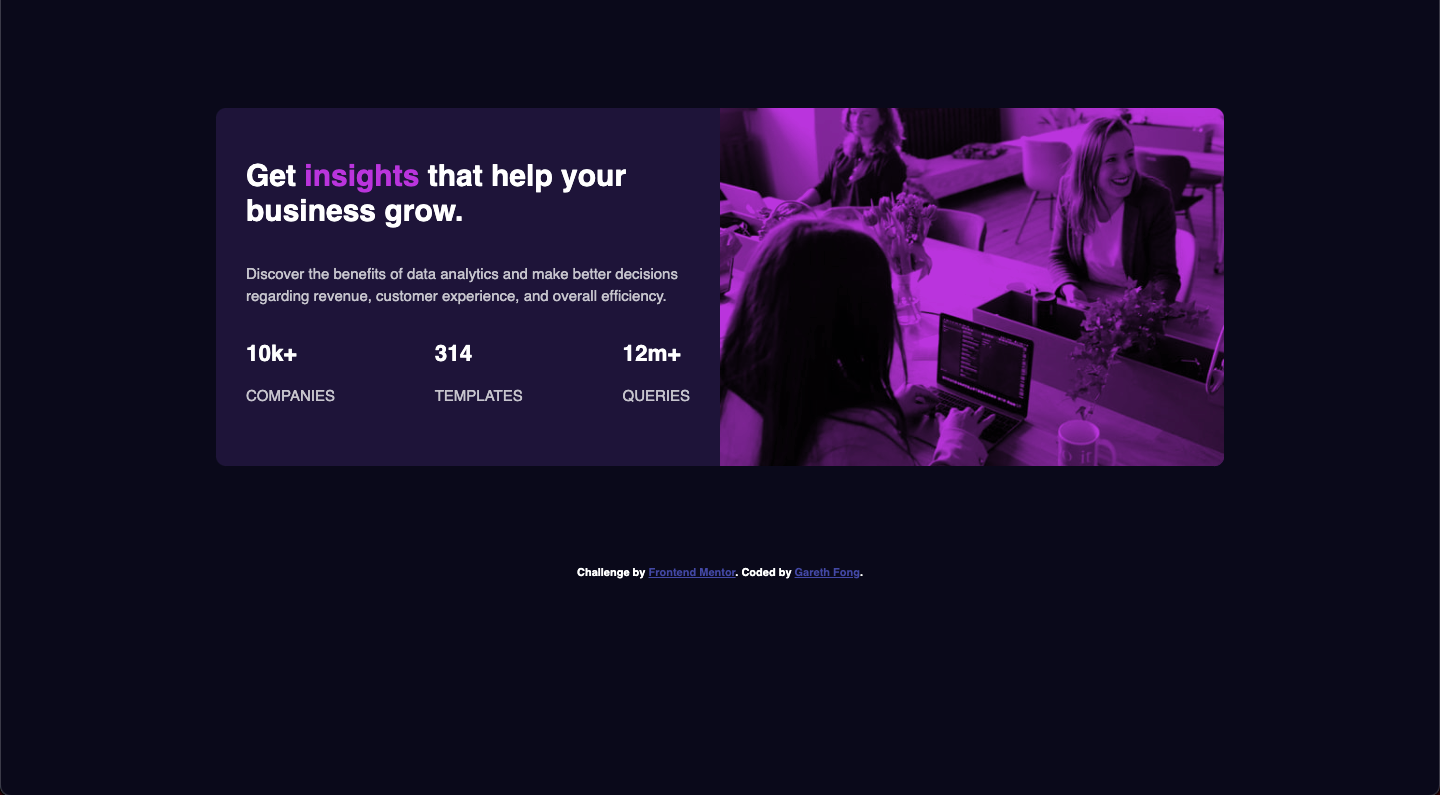 Get insights that help your
business grow.
Discover the benefits of data analytics and make better decisions
regarding revenue, customer experience, and overall efficiency.
10k+ 314 12m+
COMPANIES TEMPLATES QUERIES
Challenge by Frontend Mentor. Coded by Gareth Fong.